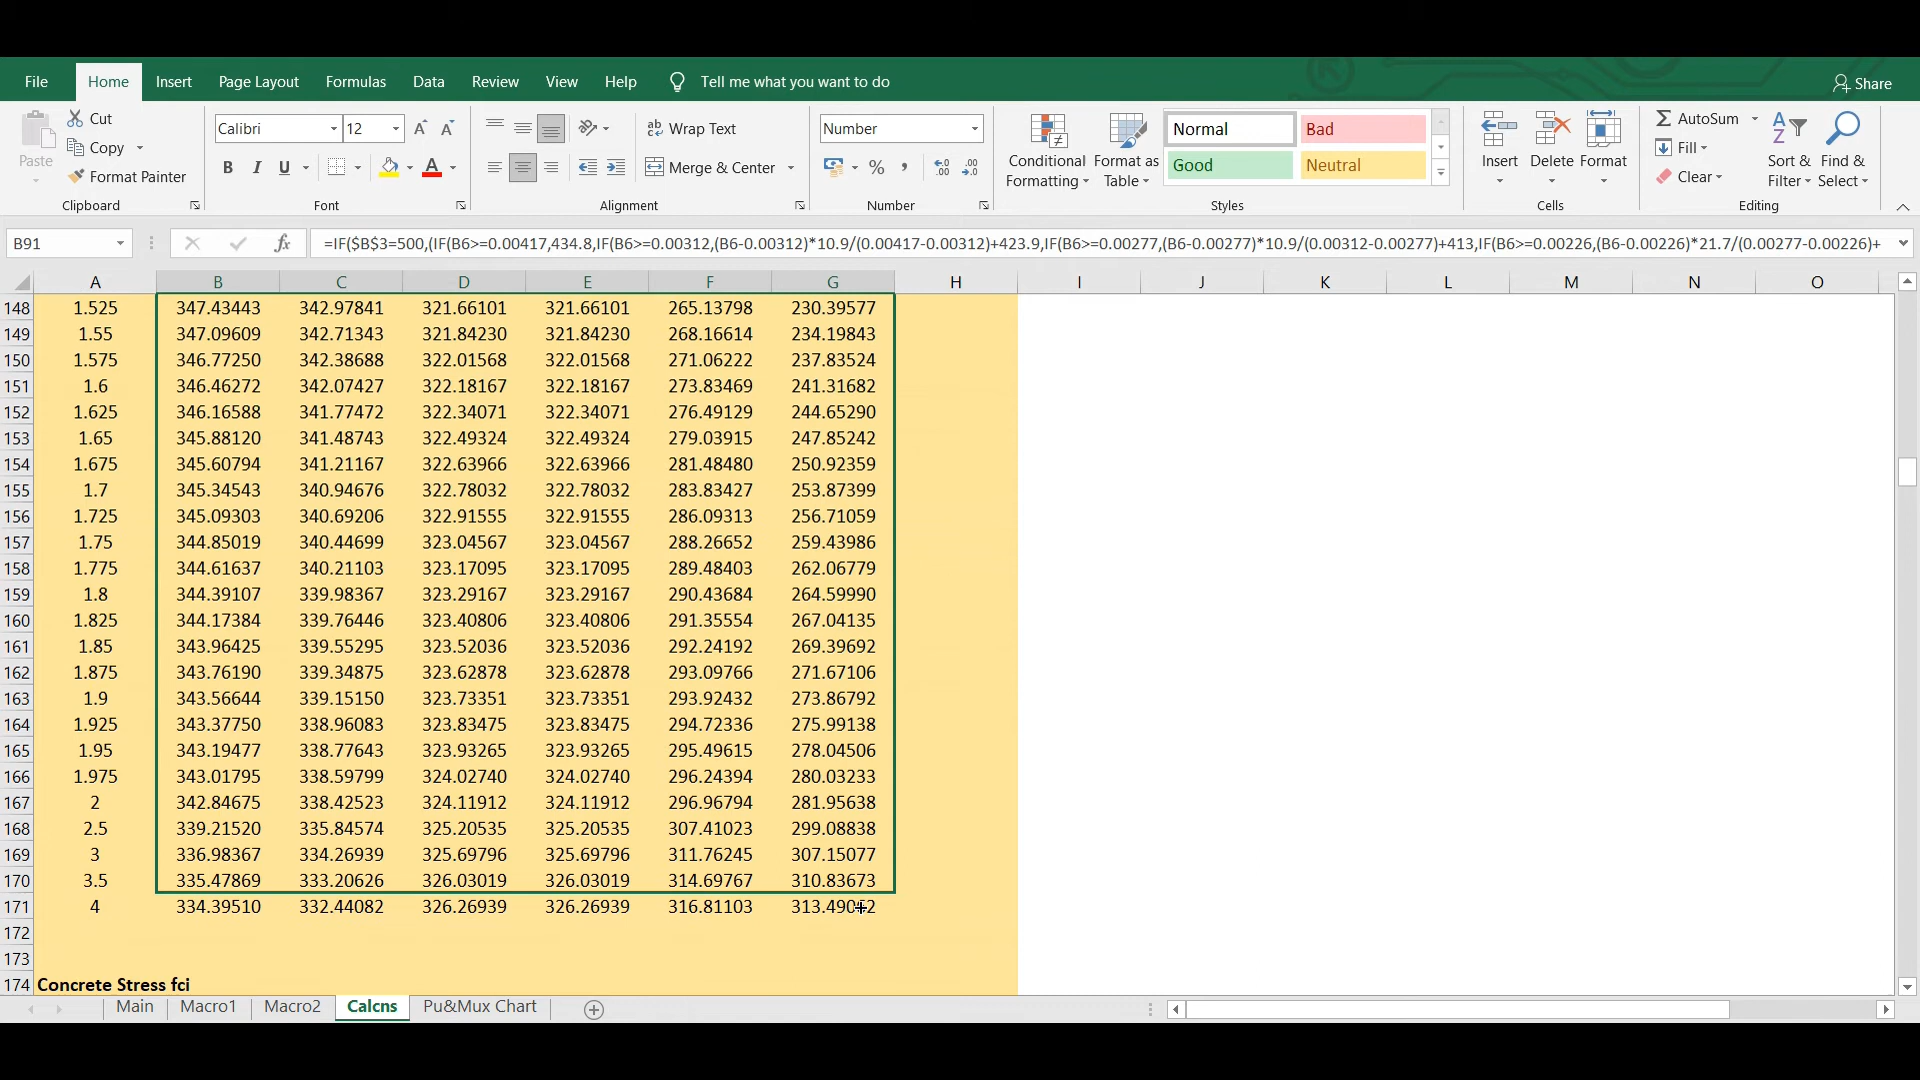 File Home Insert Page Layout Formulas Data Review View Help Tell me what you want to do Share
Paste Cut Copy Format Painter Clipboard
Calibri 12 A A B I U A Font
Wrap Text Merge & Center Alignment
Number % , Number
Conditional Formatting Format as Table Normal Bad Good Neutral Styles
Insert Delete Format Cells
AutoSum Fill Clear Sort & Filter Find & Select Editing
B91 fx =IF($B$3=500,(IF(B6>=0.00417,434.8,IF(B6>=0.00312,(B6-0.00312)*10.9/(0.00417-0.00312)+423.9,IF(B6>=0.00277,(B6-0.00277)*10.9/(0.00312-0.00277)+413,IF(B6>=0.00226,(B6-0.00226)*21.7/(0.00277-0.00226)+
A B C D E F G H I J K L M N O
148 1.525 347.43443 342.97841 321.66101 321.66101 265.13798 230.39577
149 1.55 347.09609 342.71343 321.84230 321.84230 268.16614 234.19843
150 1.575 346.77250 342.38688 322.01568 322.01568 271.06222 237.83524
151 1.6 346.46272 342.07427 322.18167 322.18167 273.83469 241.31682
152 1.625 346.16588 341.77472 322.34071 322.34071 276.49129 244.65290
153 1.65 345.88120 341.48743 322.49324 322.49324 279.03915 247.85242
154 1.675 345.60794 341.21167 322.63966 322.63966 281.48480 250.92359
155 1.7 345.34543 340.94676 322.78032 322.78032 283.83427 253.87399
156 1.725 345.09303 340.69206 322.91555 322.91555 286.09313 256.71059
157 1.75 344.85019 340.44699 323.04567 323.04567 288.26652 259.43986
158 1.775 344.61637 340.21103 323.17095 323.17095 289.48403 262.06779
159 1.8 344.39107 339.98367 323.29167 323.29167 290.43684 264.59990
160 1.825 344.17384 339.76446 323.40806 323.40806 291.35554 267.04135
161 1.85 343.96425 339.55295 323.52036 323.52036 292.24192 269.39692
162 1.875 343.76190 339.34875 323.62878 323.62878 293.09766 271.67106
163 1.9 343.56644 339.15150 323.73351 323.73351 293.92432 273.86792
164 1.925 343.37750 338.96083 323.83475 323.83475 294.72336 275.99138
165 1.95 343.19477 338.77643 323.93265 323.93265 295.49615 278.04506
166 1.975 343.01795 338.59799 324.02740 324.02740 296.24394 280.03233
167 2 342.84675 338.42523 324.11912 324.11912 296.96794 281.95638
168 2.5 339.21520 335.84574 325.20535 325.20535 307.41023 299.08838
169 3 336.98367 334.26939 325.69796 325.69796 311.76245 307.15077
170 3.5 335.47869 333.20626 326.03019 326.03019 314.69767 310.83673
171 4 334.39510 332.44082 326.26939 326.26939 316.81103
172
173
174 Concrete Stress fci
Main Macro1 Macro2 Calcns Pu&Mux Chart